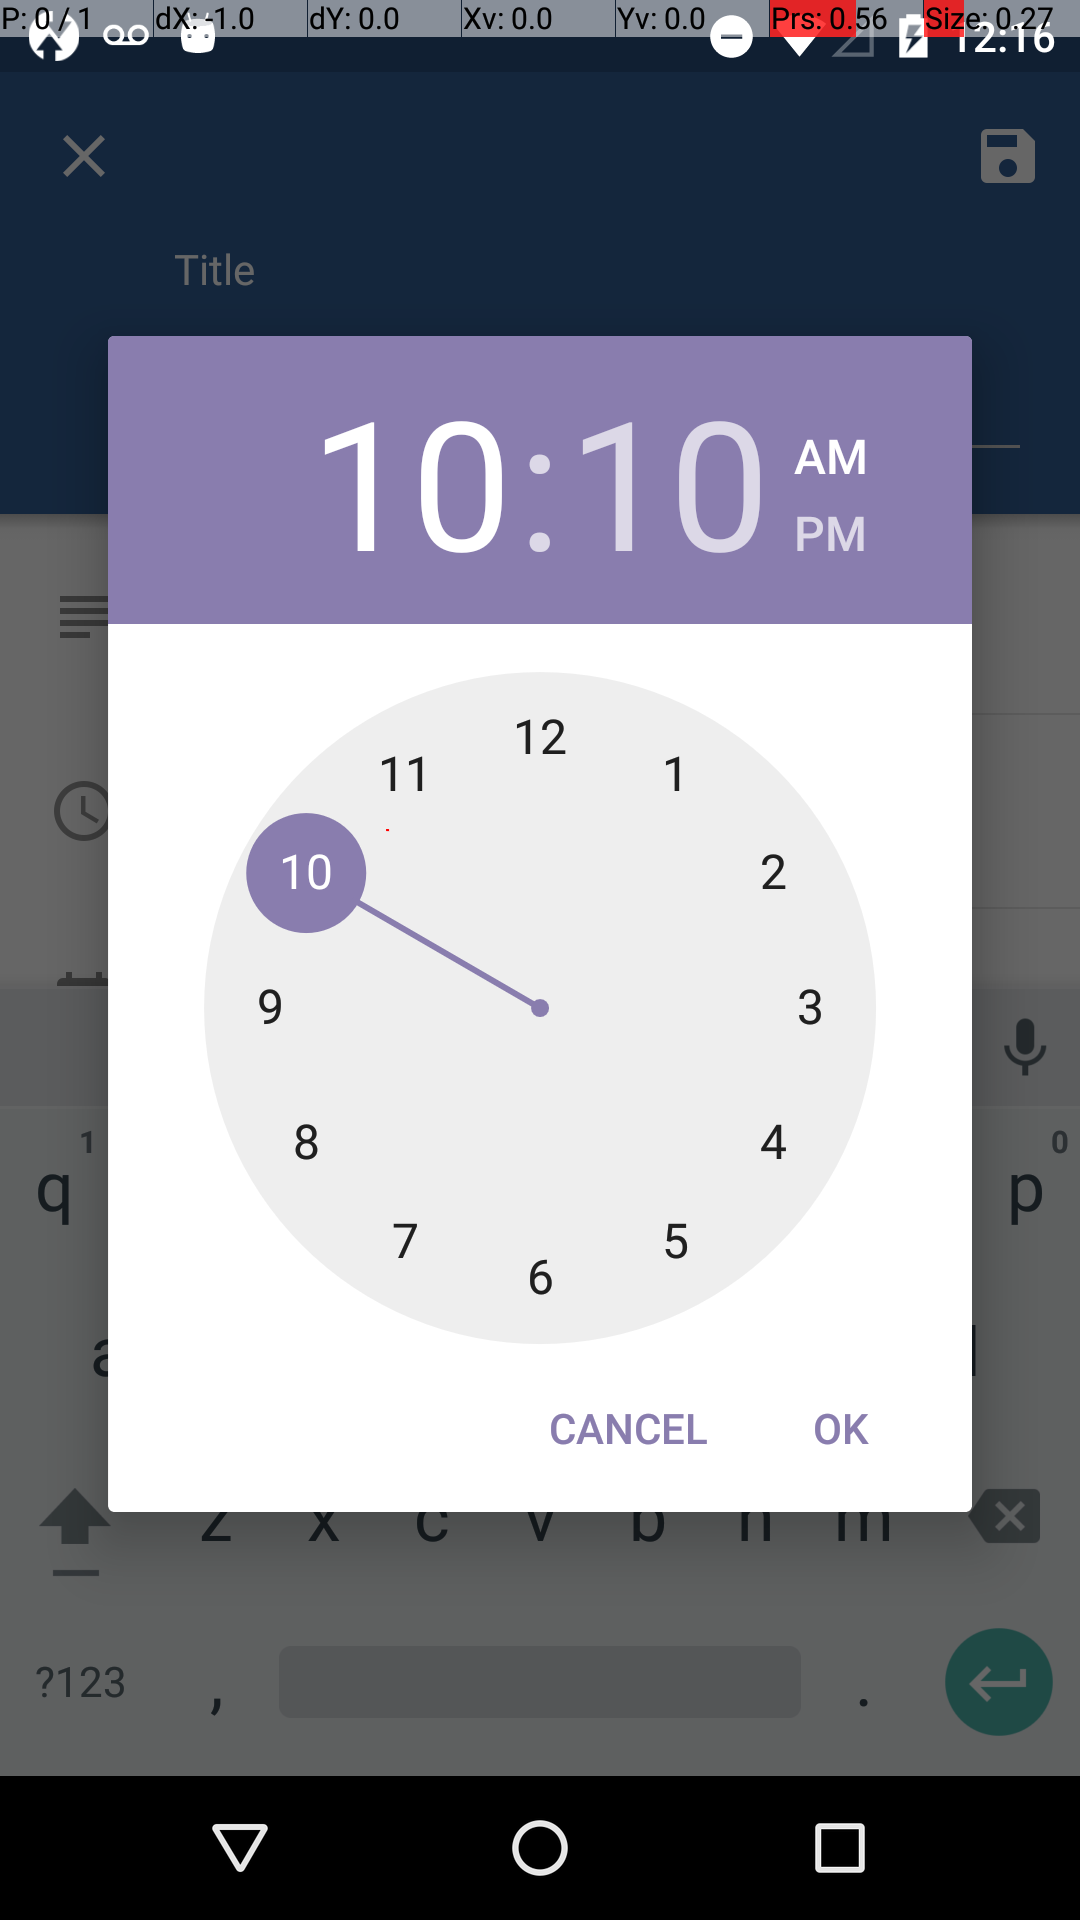 P: 0 / 1 dX: -1.0 dY: 0.0 Xv: 0.0 Yv: 0.0 Prs: 0.56 Size: 0.27
12:16
Title
10:10
AM
PM
12
11 1
10 2
9 3
8 4
7 5
6
1 0
q p
a
CANCEL OK
z x c v b n m
?123 , .